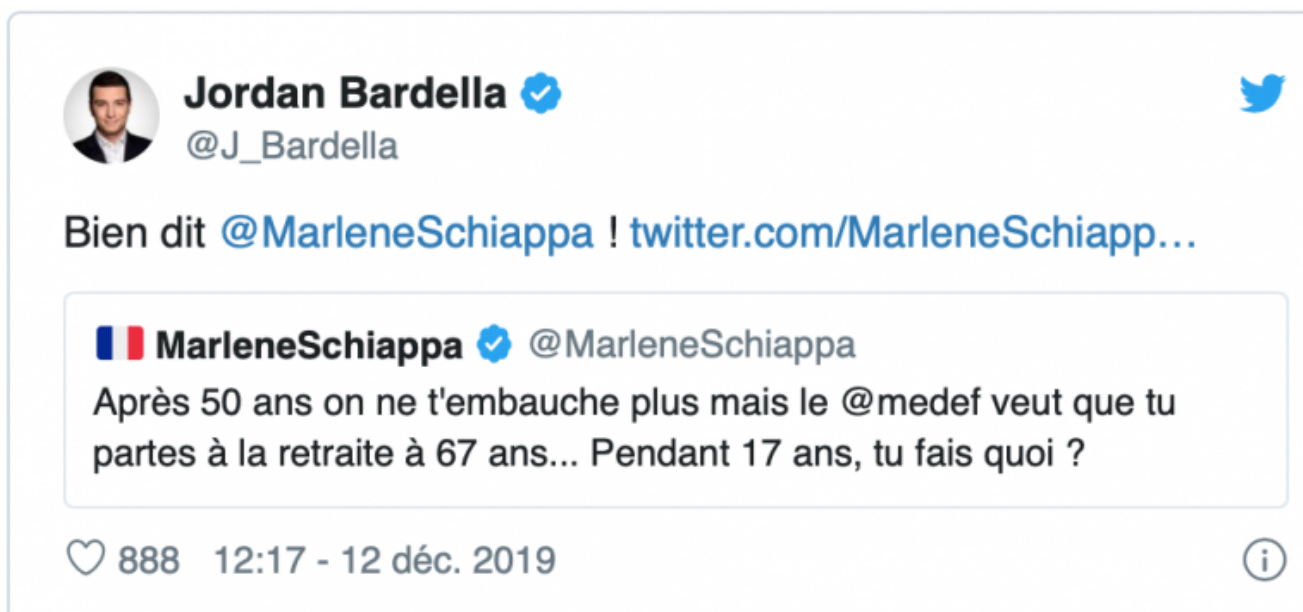 Jordan Bardella
@J_Bardella
Bien dit @MarleneSchiappa ! twitter.com/MarleneSchiapp…
MarleneSchiappa @MarleneSchiappa
Après 50 ans on ne t'embauche plus mais le @medef veut que tu
partes à la retraite à 67 ans... Pendant 17 ans, tu fais quoi ?
888 12:17 - 12 déc. 2019